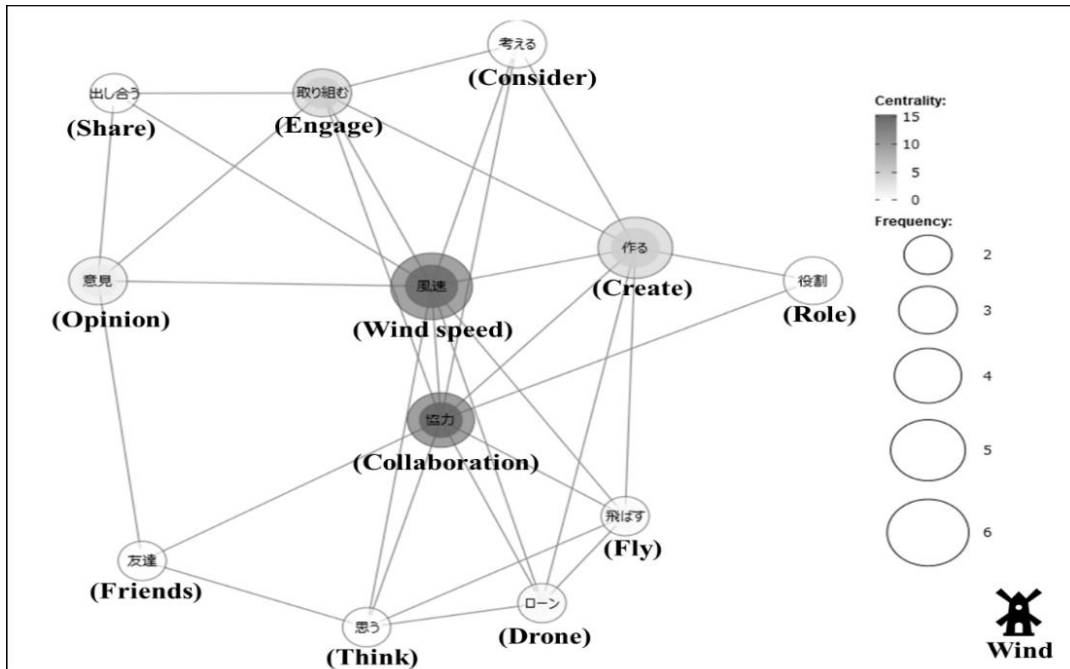 考える
(Consider)
出し合う
(Share)
取り組む
(Engage)
Centrality:
15
10
5
0
Frequency:
2
3
4
5
6
作る
(Create)
役割
(Role)
意見
(Opinion)
風速
(Wind speed)
協力
(Collaboration)
飛ばす
(Fly)
友達
(Friends)
ローン
(Drone)
思う
(Think)
Wind